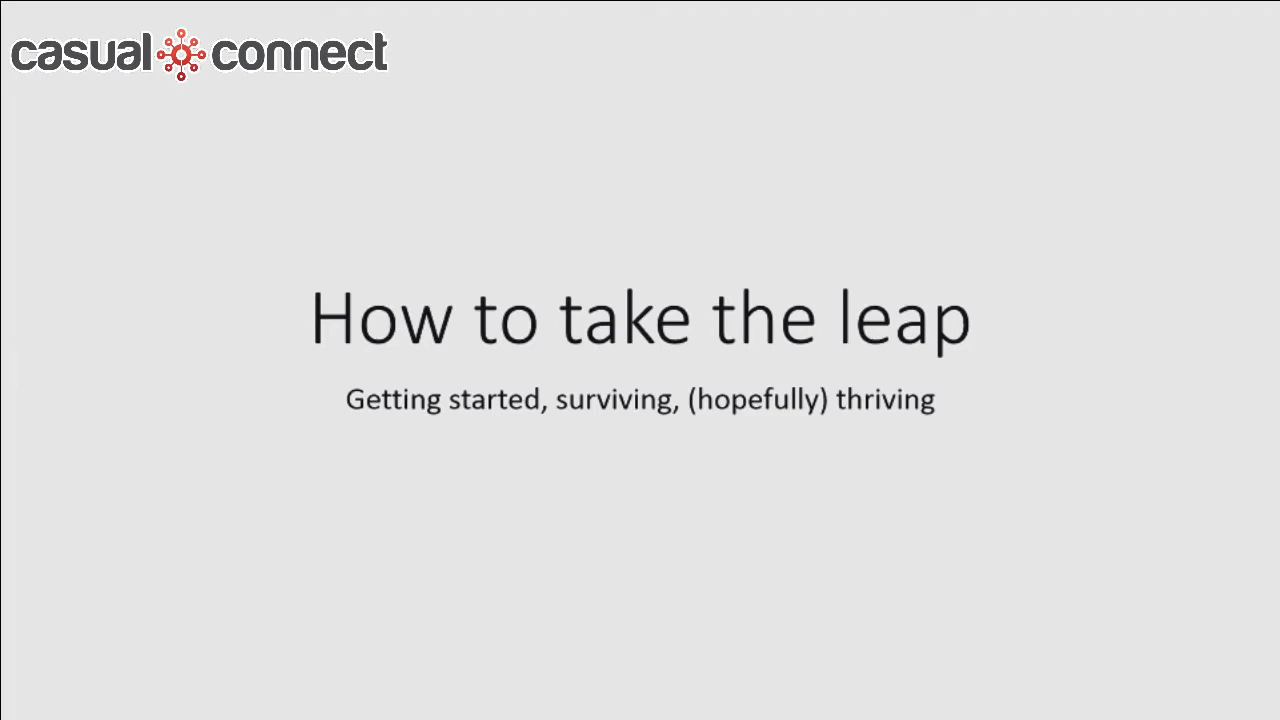 casual connect
How to take the leap
Getting started, surviving, (hopefully) thriving